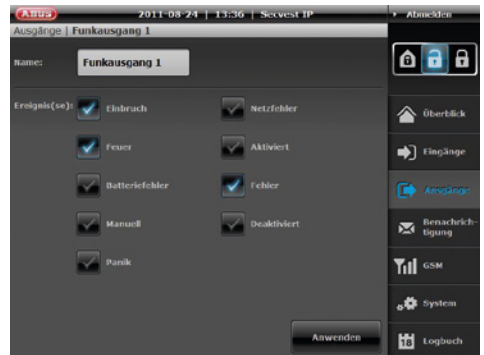 ABUS 2011-08-24 | 13:36 | Secvest IP Abmelden
Ausgänge | Funkausgang 1
Name: Funkausgang 1
Ereignis(se): Einbruch Netzfehler
Feuer Aktiviert
Batteriefehler Fehler
Manuell Deaktiviert
Panik
Anwenden
Überblick
Eingänge
Ausgänge
Benachrich-
tigung
GSM
System
18 Logbuch